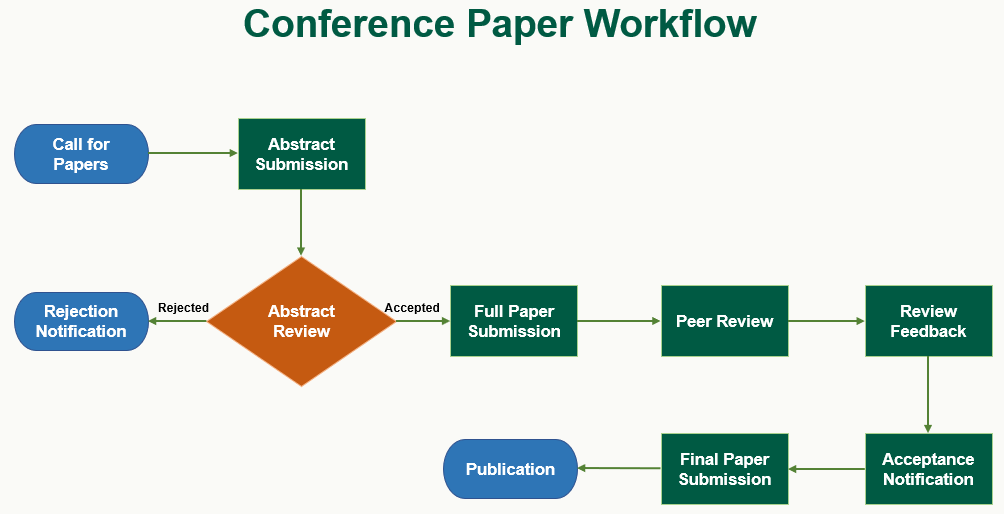 Conference Paper Workflow
Call for
Papers
Abstract
Submission
Rejection
Notification
Rejected
Abstract
Review
Accepted
Full Paper
Submission
Peer Review
Review
Feedback
Publication
Final Paper
Submission
Acceptance
Notification